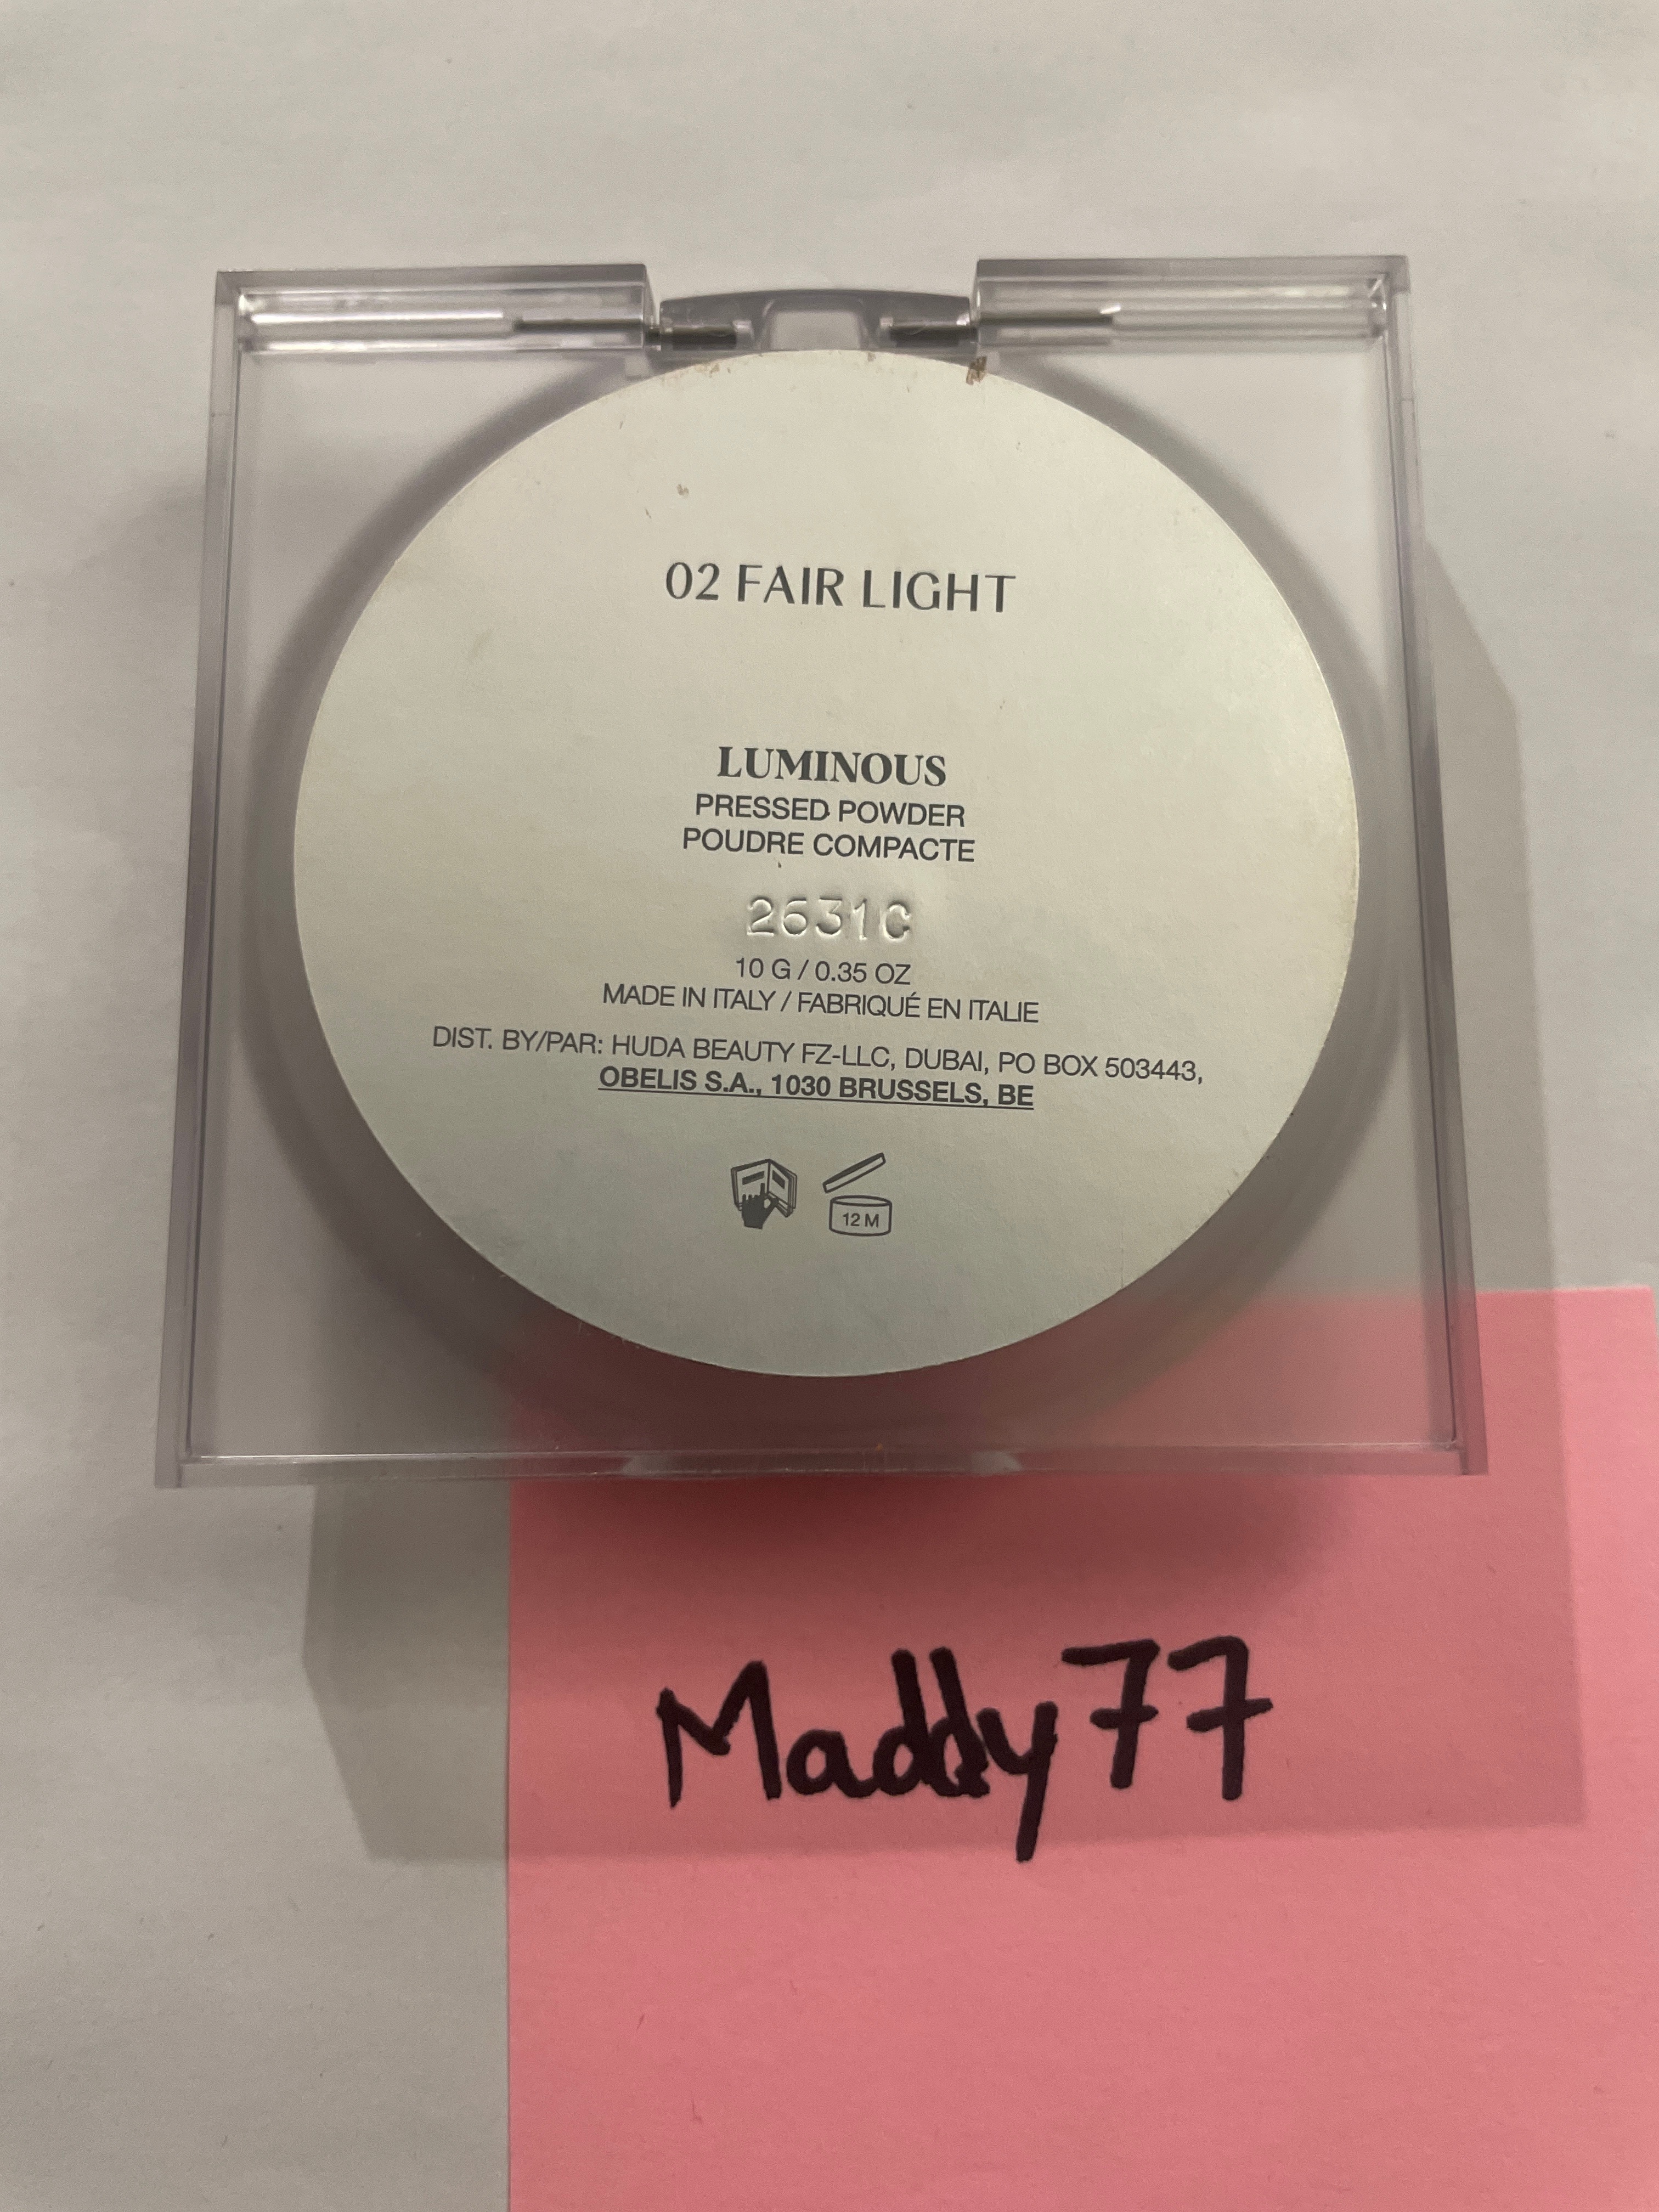 02 FAIR LIGHT
LUMINOUS
PRESSED POWDER
POUDRE COMPACTE
2631C
10 G / 0.35 OZ
MADE IN ITALY / FABRIQUÉ EN ITALIE
DIST. BY/PAR: HUDA BEAUTY FZ-LLC, DUBAI, PO BOX 503443,
OBELIS S.A., 1030 BRUSSELS, BE
12 M
Maddy77